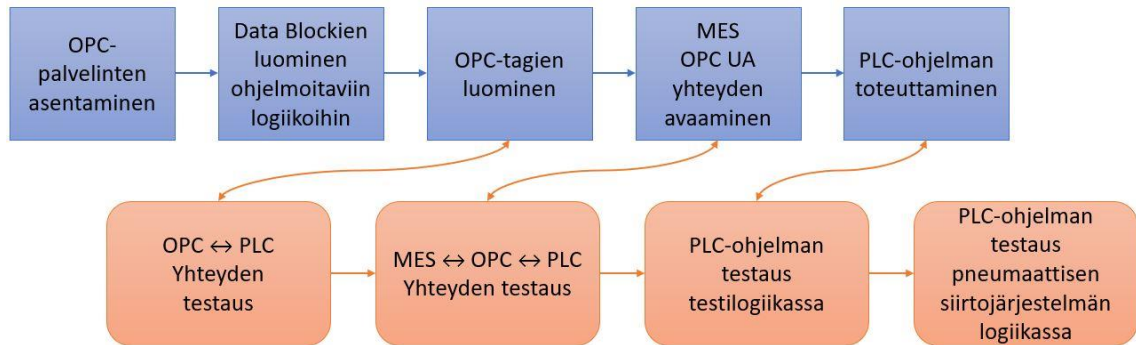 OPC-
palvelinten
asentaminen
Data Blockien
luominen
ohjelmoitaviin
logiikoihin
OPC-tagien
luominen
MES
OPC UA
yhteyden
avaaminen
PLC-ohjelman
toteuttaminen
OPC ↔ PLC
Yhteyden
testaus
MES ↔ OPC ↔ PLC
Yhteyden testaus
PLC-ohjelman
testaus
testilogiikassa
PLC-ohjelman
testaus
pneumaattisen
siirtojärjestelmän
logiikassa